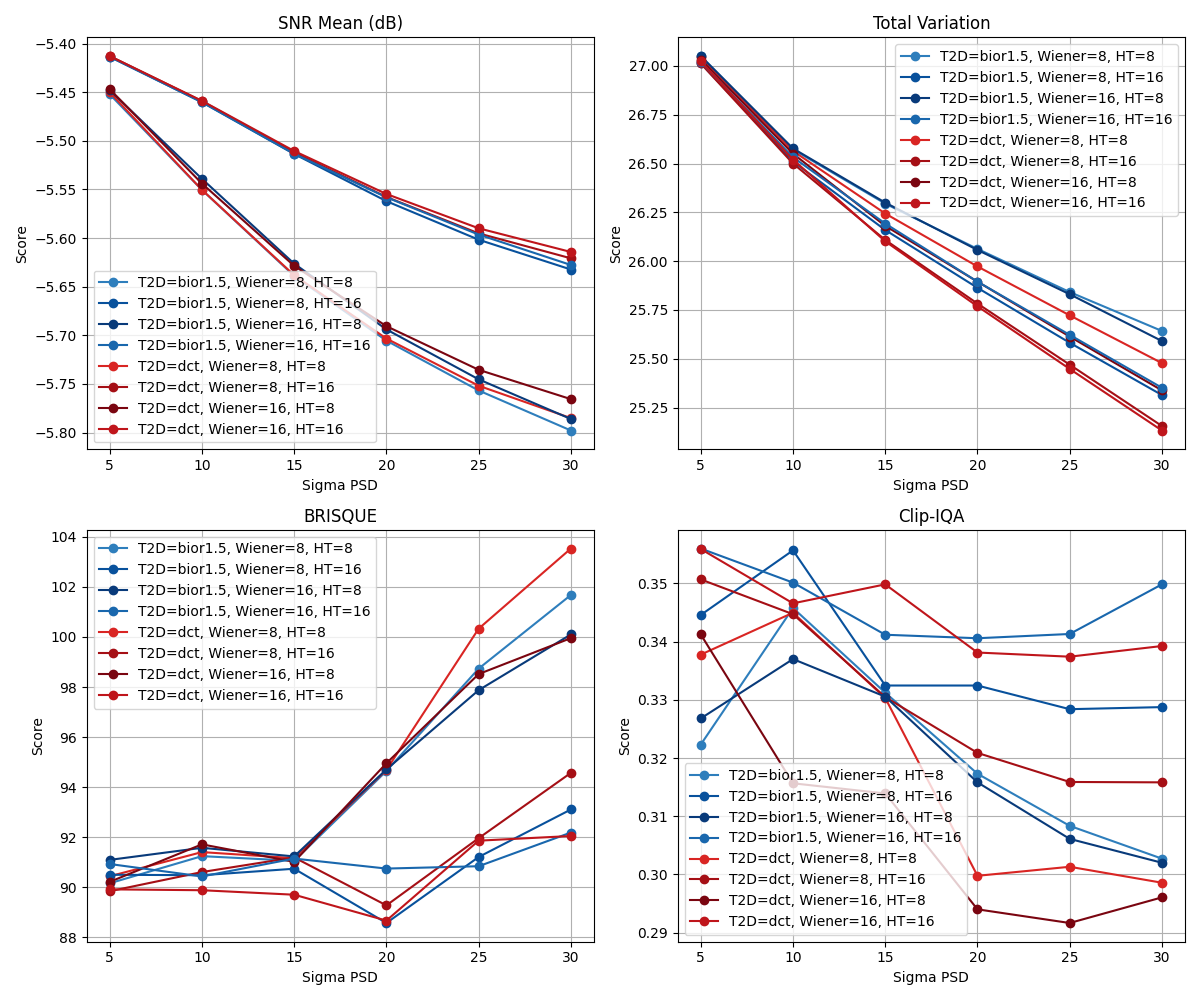 SNR Mean (dB)
−5.40
−5.45
−5.50
−5.55
−5.60
−5.65
−5.70
−5.75
−5.80
Score
T2D=bior1.5, Wiener=8, HT=8
T2D=bior1.5, Wiener=8, HT=16
T2D=bior1.5, Wiener=16, HT=8
T2D=bior1.5, Wiener=16, HT=16
T2D=dct, Wiener=8, HT=8
T2D=dct, Wiener=8, HT=16
T2D=dct, Wiener=16, HT=8
T2D=dct, Wiener=16, HT=16
5 10 15 20 25 30
Sigma PSD
Total Variation
27.00
26.75
26.50
26.25
26.00
25.75
25.50
25.25
Score
T2D=bior1.5, Wiener=8, HT=8
T2D=bior1.5, Wiener=8, HT=16
T2D=bior1.5, Wiener=16, HT=8
T2D=bior1.5, Wiener=16, HT=16
T2D=dct, Wiener=8, HT=8
T2D=dct, Wiener=8, HT=16
T2D=dct, Wiener=16, HT=8
T2D=dct, Wiener=16, HT=16
5 10 15 20 25 30
Sigma PSD
BRISQUE
104
102
100
98
96
94
92
90
88
Score
T2D=bior1.5, Wiener=8, HT=8
T2D=bior1.5, Wiener=8, HT=16
T2D=bior1.5, Wiener=16, HT=8
T2D=bior1.5, Wiener=16, HT=16
T2D=dct, Wiener=8, HT=8
T2D=dct, Wiener=8, HT=16
T2D=dct, Wiener=16, HT=8
T2D=dct, Wiener=16, HT=16
5 10 15 20 25 30
Sigma PSD
Clip-IQA
0.35
0.34
0.33
0.32
0.31
0.30
0.29
Score
T2D=bior1.5, Wiener=8, HT=8
T2D=bior1.5, Wiener=8, HT=16
T2D=bior1.5, Wiener=16, HT=8
T2D=bior1.5, Wiener=16, HT=16
T2D=dct, Wiener=8, HT=8
T2D=dct, Wiener=8, HT=16
T2D=dct, Wiener=16, HT=8
T2D=dct, Wiener=16, HT=16
5 10 15 20 25 30
Sigma PSD